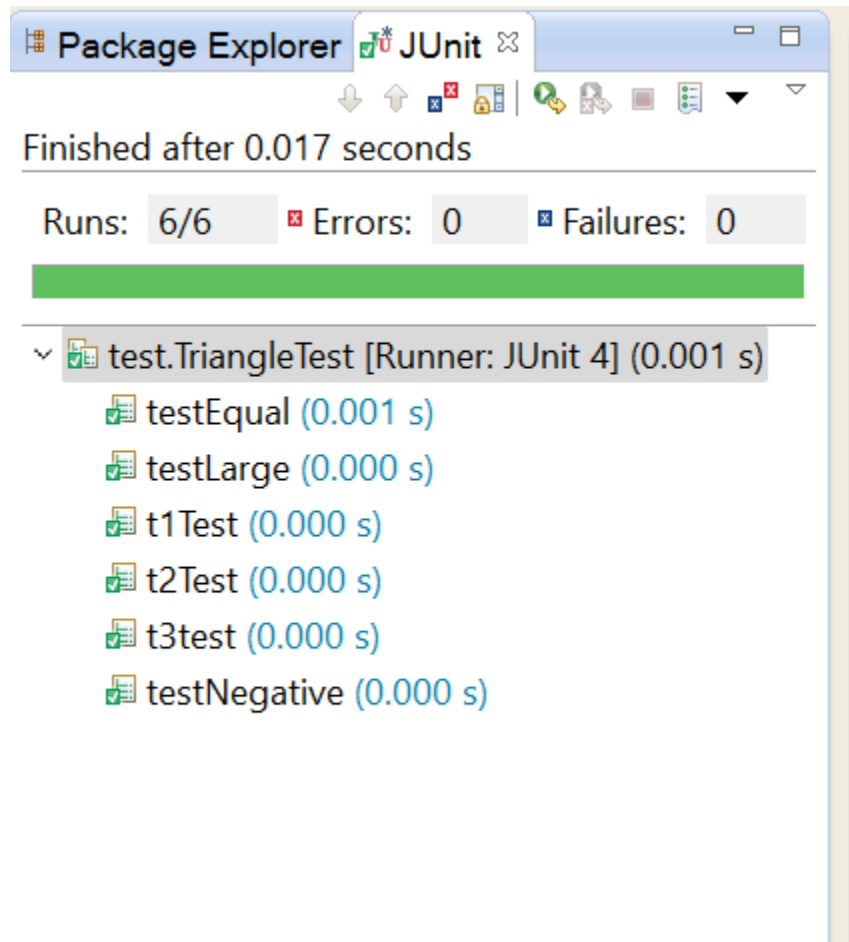 Package Explorer JUnit
Finished after 0.017 seconds
Runs: 6/6 Errors: 0 Failures: 0
test.TriangleTest [Runner: JUnit 4] (0.001 s)
testEqual (0.001 s)
testLarge (0.000 s)
t1Test (0.000 s)
t2Test (0.000 s)
t3test (0.000 s)
testNegative (0.000 s)